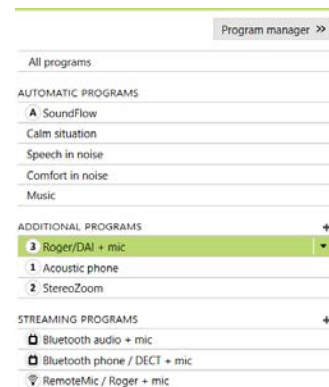 Program manager »
All programs
AUTOMATIC PROGRAMS
A SoundFlow
Calm situation
Speech in noise
Comfort in noise
Music
ADDITIONAL PROGRAMS +
3 Roger/DAI + mic
1 Acoustic phone
2 StereoZoom
STREAMING PROGRAMS +
Bluetooth audio + mic
Bluetooth phone / DECT + mic
RemoteMic / Roger + mic